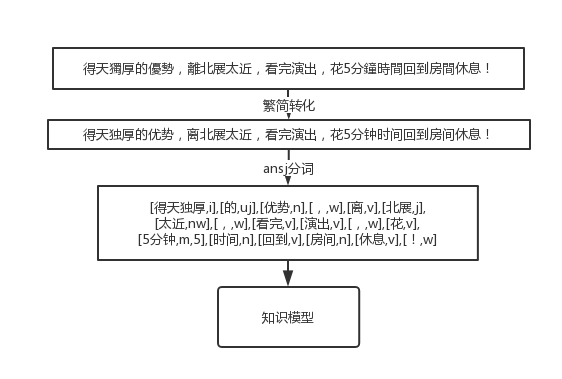 得天獨厚的優勢，離北展太近，看完演出，花5分鐘時間回到房間休息！
繁简转化
得天独厚的优势，离北展太近，看完演出，花5分钟时间回到房间休息！
ansj分词
[得天独厚,i],[的,uj],[优势,n],[，,w],[离,v],[北展,j],
[太近,nw],[，,w],[看完,v],[演出,v],[，,w],[花,v],
[5分钟,m,5],[时间,n],[回到,v],[房间,n],[休息,v],[！,w]
知识模型